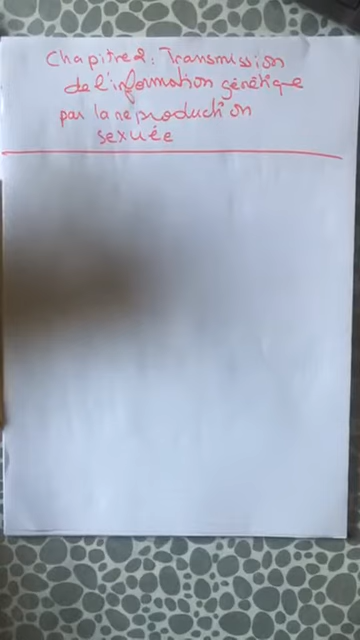 Chapitre 2: Transmission
de l'information génétique
par la reproduction
sexuée